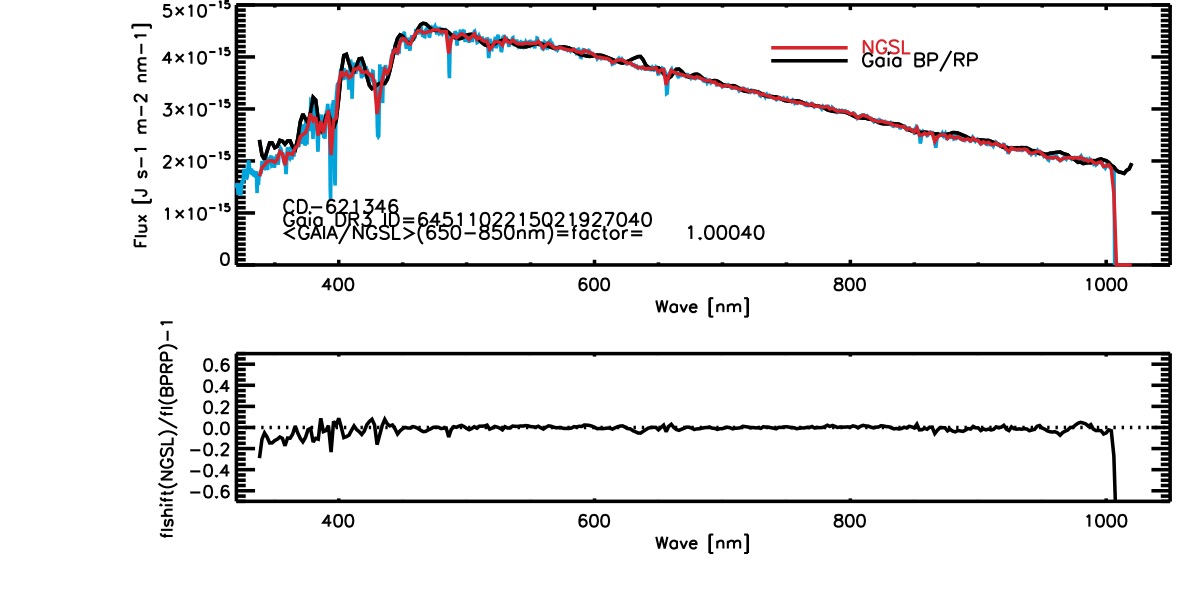 Flux [J s-1 m-2 nm-1]
5×10-15
4×10-15
3×10-15
2×10-15
1×10-15
0
NGSL
Gaia BP/RP
CD-621346
Gaia DR3 ID=6451102215021927040
<GAIA/NGSL>(650-850nm)=factor= 1.00040
400 600 800 1000
Wave [nm]
flshift(NGSL)/fl(BPRP)-1
0.6
0.4
0.2
0.0
-0.2
-0.4
-0.6
400 600 800 1000
Wave [nm]